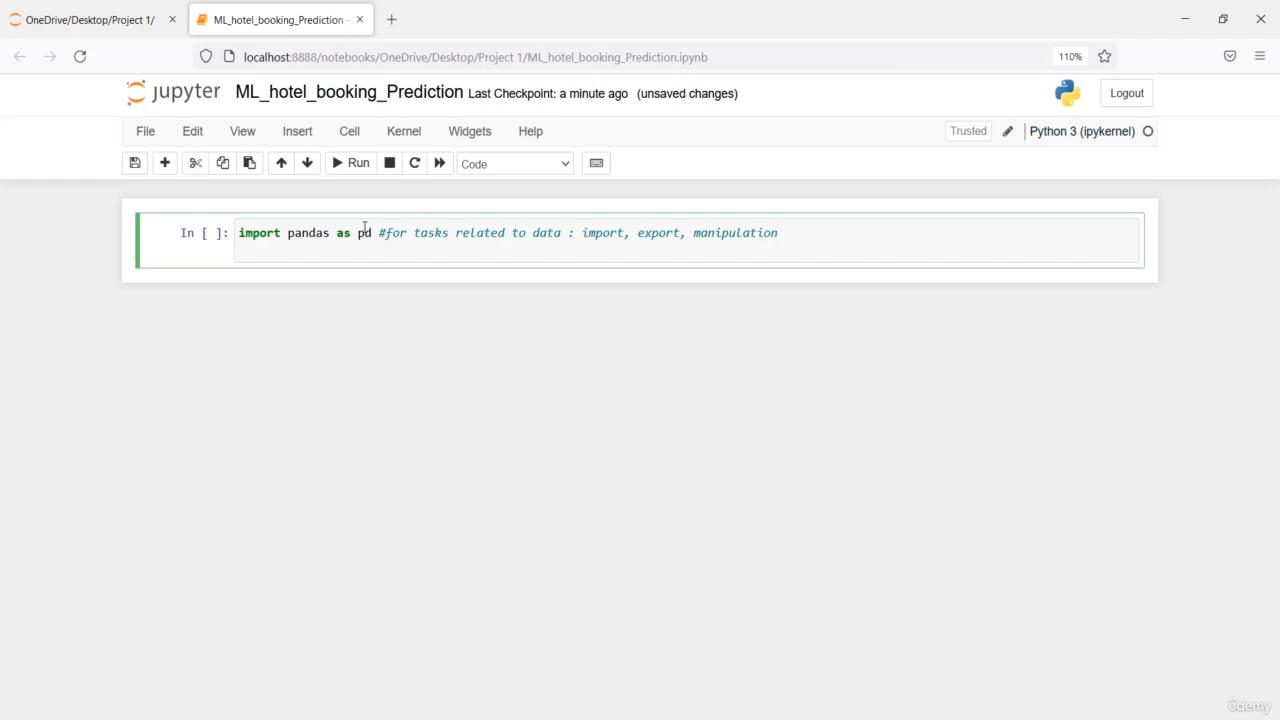 OneDrive/Desktop/Project 1/
ML_hotel_booking_Prediction -
localhost:8888/notebooks/OneDrive/Desktop/Project 1/ML_hotel_booking_Prediction.ipynb
110%
jupyter ML_hotel_booking_Prediction Last Checkpoint: a minute ago (unsaved changes)
Logout
File Edit View Insert Cell Kernel Widgets Help
Trusted
Python 3 (ipykernel)
Run
Code
In [ ]: import pandas as pd #for tasks related to data : import, export, manipulation
ûdemy